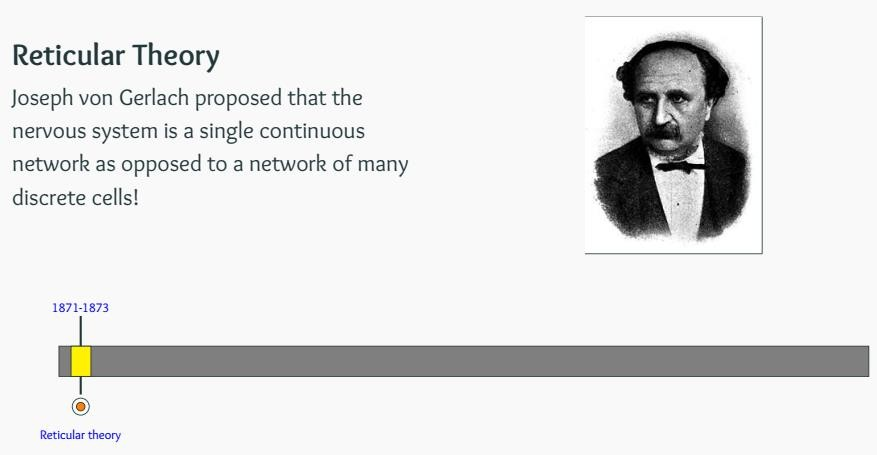 Reticular Theory
Joseph von Gerlach proposed that the
nervous system is a single continuous
network as opposed to a network of many
discrete cells!
1871-1873
Reticular theory